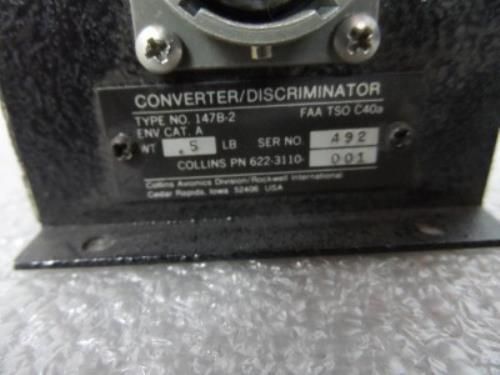 CONVERTER/DISCRIMINATOR
TYPE NO. 147B-2 FAA TSO C40a
ENV CAT. A
WT .5 LB SER NO. 492
COLLINS PN 622-3110- 001
Collins Avionics Division/Rockwell International
Cedar Rapids, Iowa 52406 USA